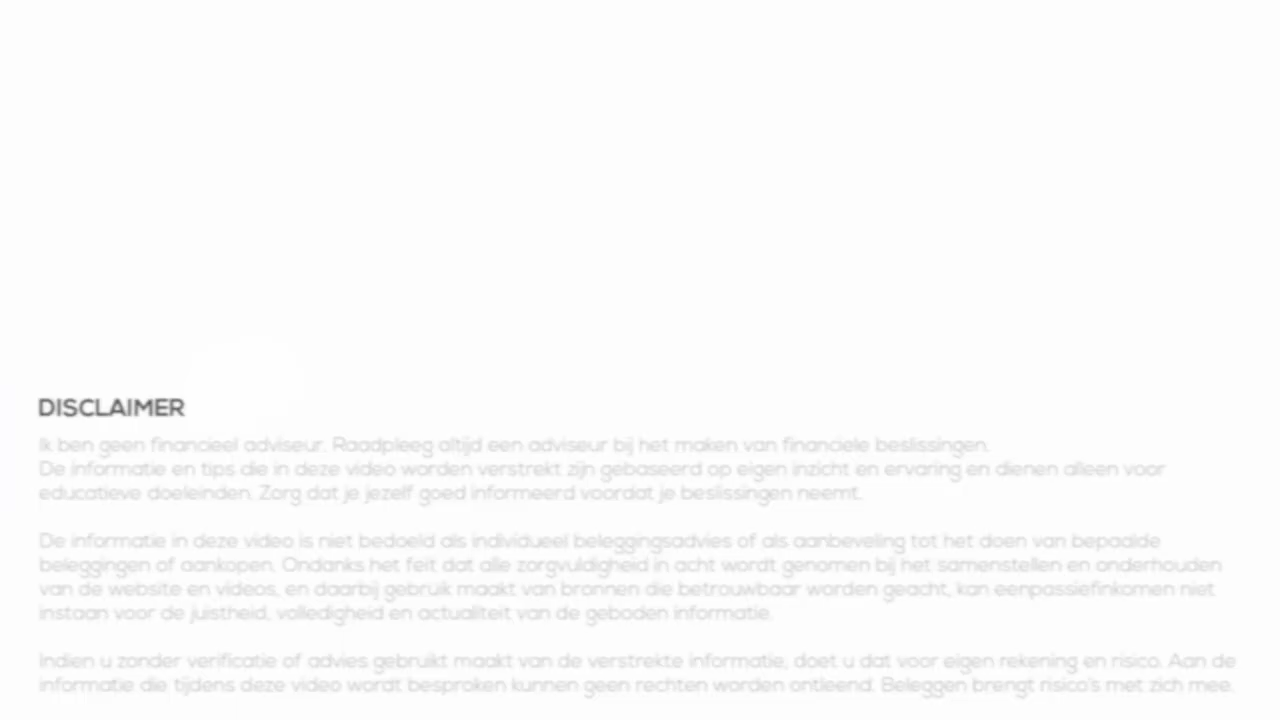 DISCLAIMER
Ik ben geen financieel adviseur. Raadpleeg altijd een adviseur bij het maken van financiele beslissingen.
De informatie en tips die in deze video worden verstrekt zijn gebaseerd op eigen inzicht en ervaring en dienen alleen voor
educatieve doeleinden. Zorg dat je jezelf goed informeerd voordat je beslissingen neemt.
De informatie in deze video is niet bedoeld als individueel beleggingsadvies of als aanbeveling tot het doen van bepaalde
beleggingen of aankopen. Ondanks het feit dat alle zorgvuldigheid in acht wordt genomen bij het samenstellen en onderhouden
van de website en videos, en daarbij gebruik maakt van bronnen die betrouwbaar worden geacht, kan eenpassiefinkomen niet
instaan voor de juistheid, volledigheid en actualiteit van de geboden informatie.
Indien u zonder verificatie of advies gebruikt maakt van de verstrekte informatie, doet u dat voor eigen rekening en risico. Aan de
informatie die tijdens deze video wordt besproken kunnen geen rechten worden ontleend. Beleggen brengt risico's met zich mee.